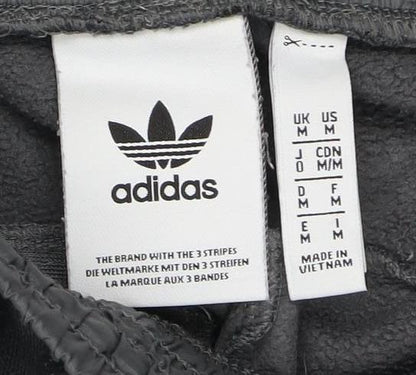 adidas
THE BRAND WITH THE 3 STRIPES
DIE WELTMARKE MIT DEN 3 STREIFEN
LA MARQUE AUX 3 BANDES
UK US
M M
J CDN
O M/M
D F
M M
E I
M M
MADE IN
VIETNAM